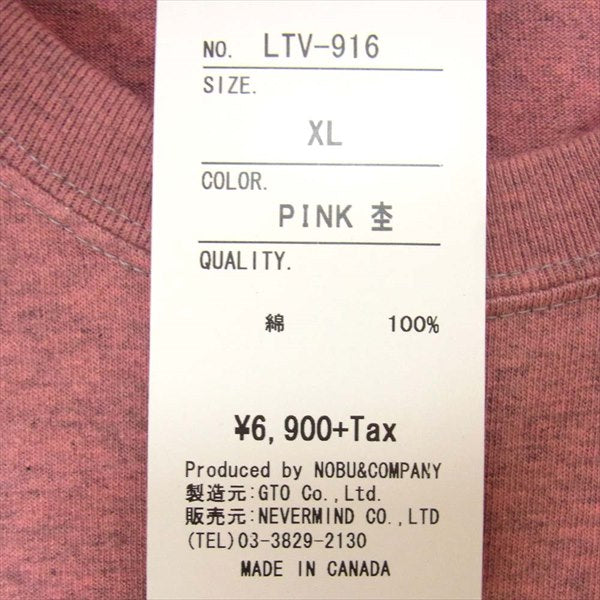 NO. LTV-916
SIZE.
XL
COLOR.
PINK 杢
QUALITY.
綿 100%
¥6,900+Tax
Produced by NOBU&COMPANY
製造元:GTO Co.,Ltd.
販売元:NEVERMIND CO.,LTD
(TEL)03-3829-2130
MADE IN CANADA